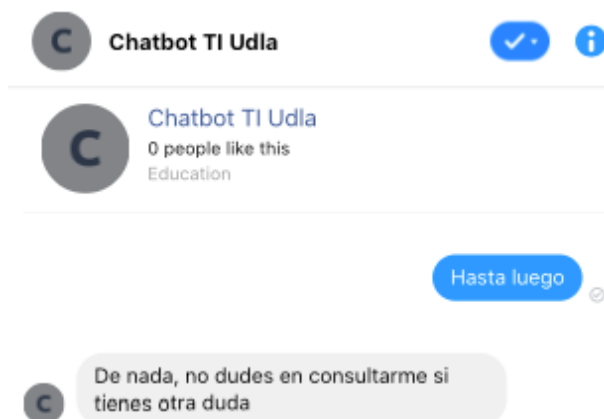 C Chatbot TI Udla
C
Chatbot TI Udla
0 people like this
Education
Hasta luego
De nada, no dudes en consultarme si
tienes otra duda
C